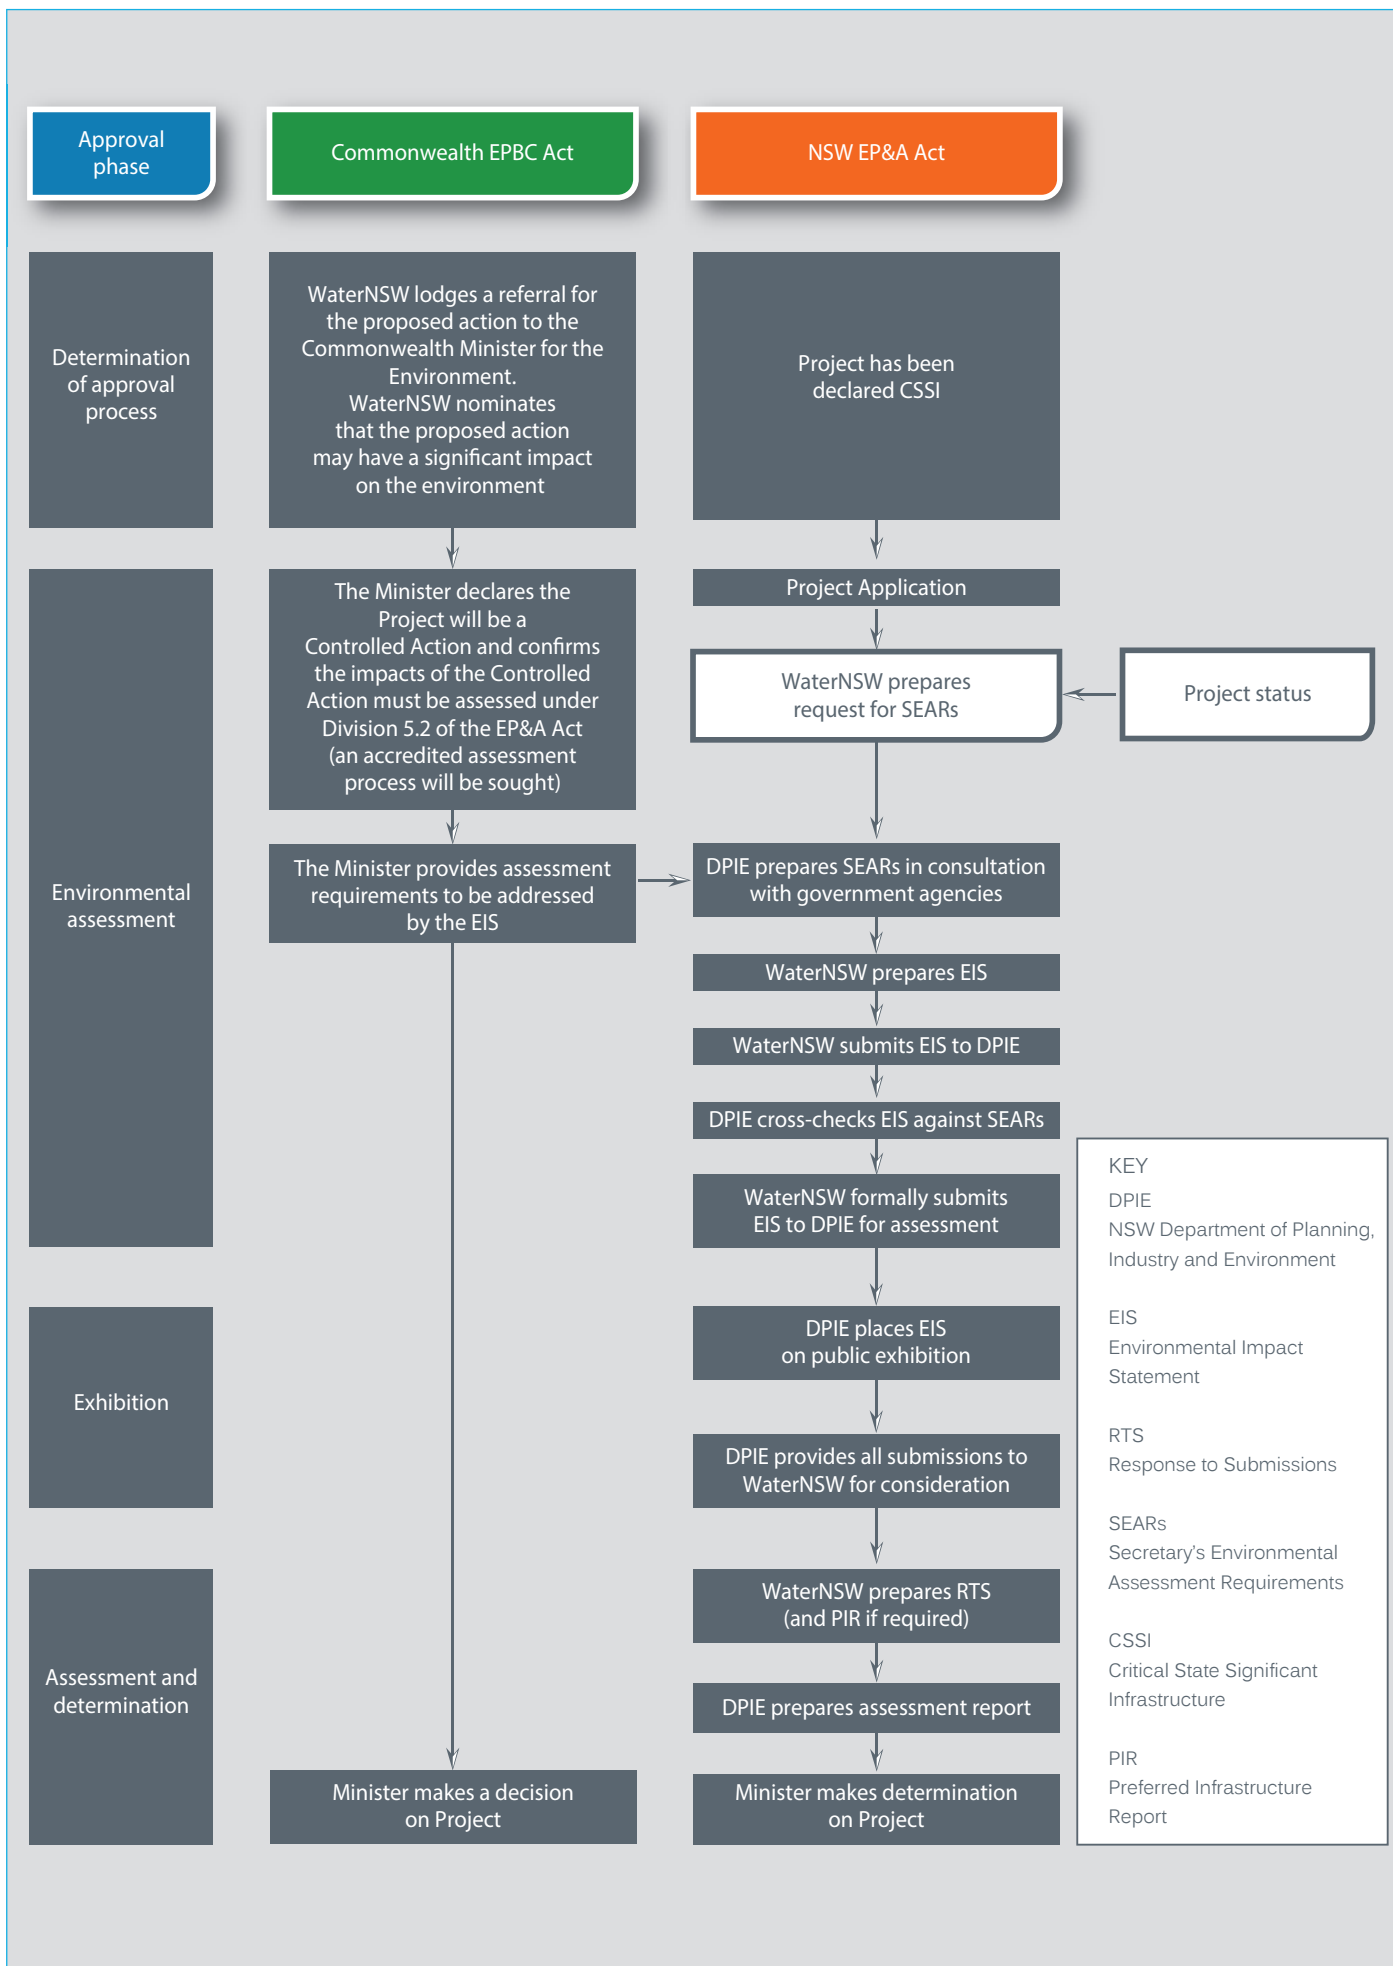 Approval
phase
Commonwealth EPBC Act
NSW EP&A Act
Determination
of approval
process
WaterNSW lodges a referral for
the proposed action to the
Commonwealth Minister for the
Environment.
WaterNSW nominates
that the proposed action
may have a significant impact
on the environment
Project has been
declared CSSI
Environmental
assessment
The Minister declares the
Project will be a
Controlled Action and confirms
the impacts of the Controlled
Action must be assessed under
Division 5.2 of the EP&A Act
(an accredited assessment
process will be sought)
The Minister provides assessment
requirements to be addressed
by the EIS
Project Application
WaterNSW prepares
request for SEARs
Project status
DPIE prepares SEARs in consultation
with government agencies
WaterNSW prepares EIS
WaterNSW submits EIS to DPIE
DPIE cross-checks EIS against SEARs
WaterNSW formally submits
EIS to DPIE for assessment
Exhibition
DPIE places EIS
on public exhibition
DPIE provides all submissions to
WaterNSW for consideration
Assessment and
determination
Minister makes a decision
on Project
WaterNSW prepares RTS
(and PIR if required)
DPIE prepares assessment report
Minister makes determination
on Project
KEY
DPIE
NSW Department of Planning,
Industry and Environment
EIS
Environmental Impact
Statement
RTS
Response to Submissions
SEARs
Secretary's Environmental
Assessment Requirements
CSSI
Critical State Significant
Infrastructure
PIR
Preferred Infrastructure
Report